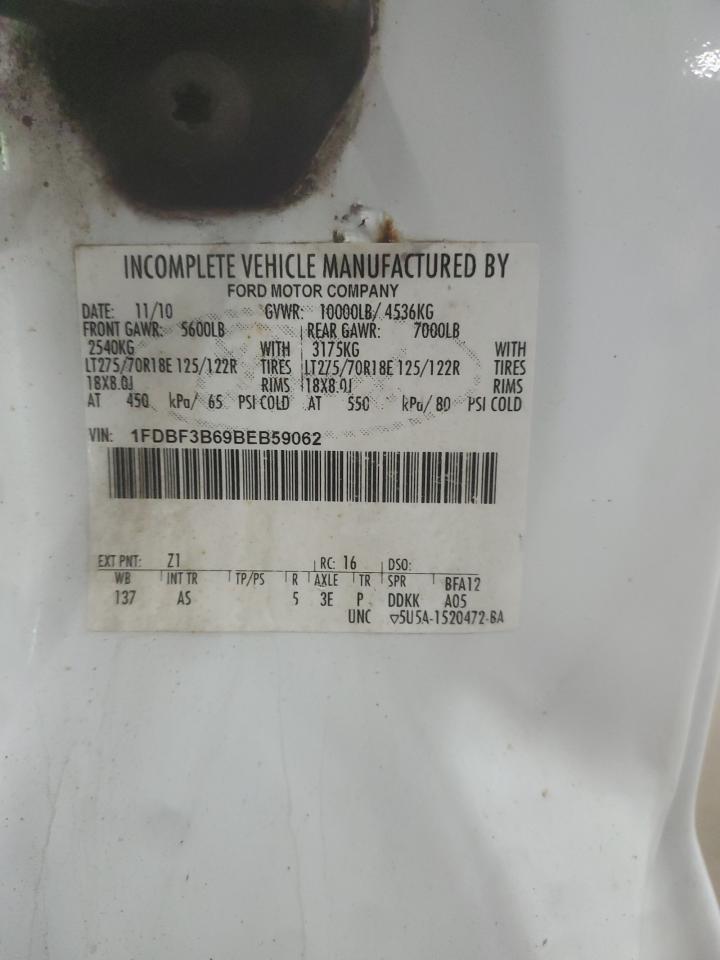 INCOMPLETE VEHICLE MANUFACTURED BY
FORD MOTOR COMPANY
DATE: 11/10 GVWR: 10000LB/ 4536KG
FRONT GAWR: 5600LB REAR GAWR: 7000LB
2540KG WITH 3175KG WITH
LT275/70R18E 125/122R TIRES LT275/70R18E 125/122R TIRES
18X8.0J RIMS 18X8.0J RIMS
AT 450 kPa/ 65 PSI COLD AT 550 kPa/ 80 PSI COLD
VIN: 1FDBF3B69BEB59062
EXT PNT: Z1 RC: 16 DSO:
WB INT TR TP/PS R AXLE TR SPR BFA12
137 AS 5 3E P DDKK A05
UNC ▽5U5A-1520472-BA